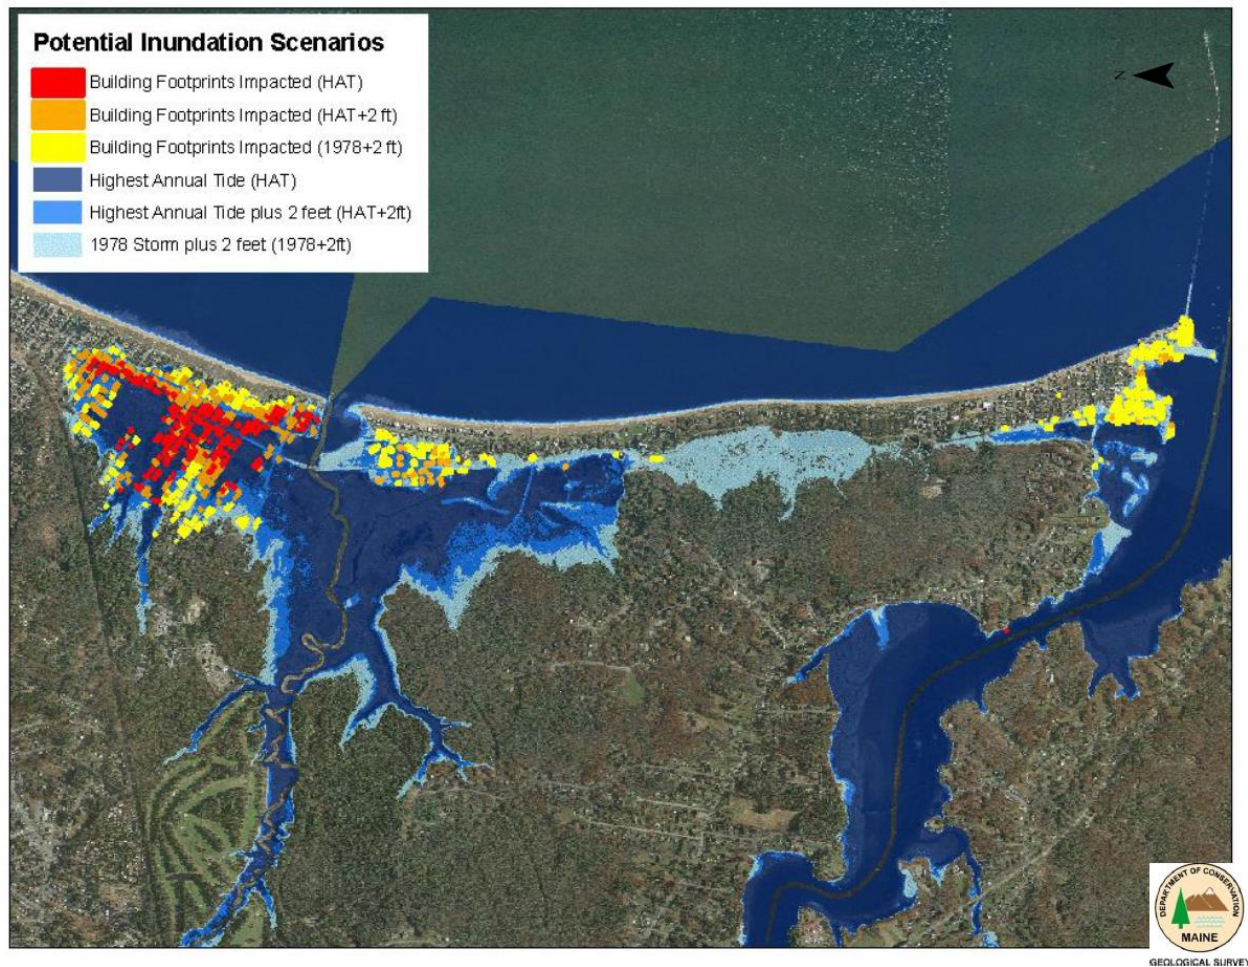 Potential Inundation Scenarios
Building Footprints Impacted (HAT)
Building Footprints Impacted (HAT+2 ft)
Building Footprints Impacted (1978+2 ft)
Highest Annual Tide (HAT)
Highest Annual Tide plus 2 feet (HAT+2ft)
1978 Storm plus 2 feet (1978+2ft)
Z
DEPARTMENT OF CONSERVATION
MAINE
GEOLOGICAL SURVEY